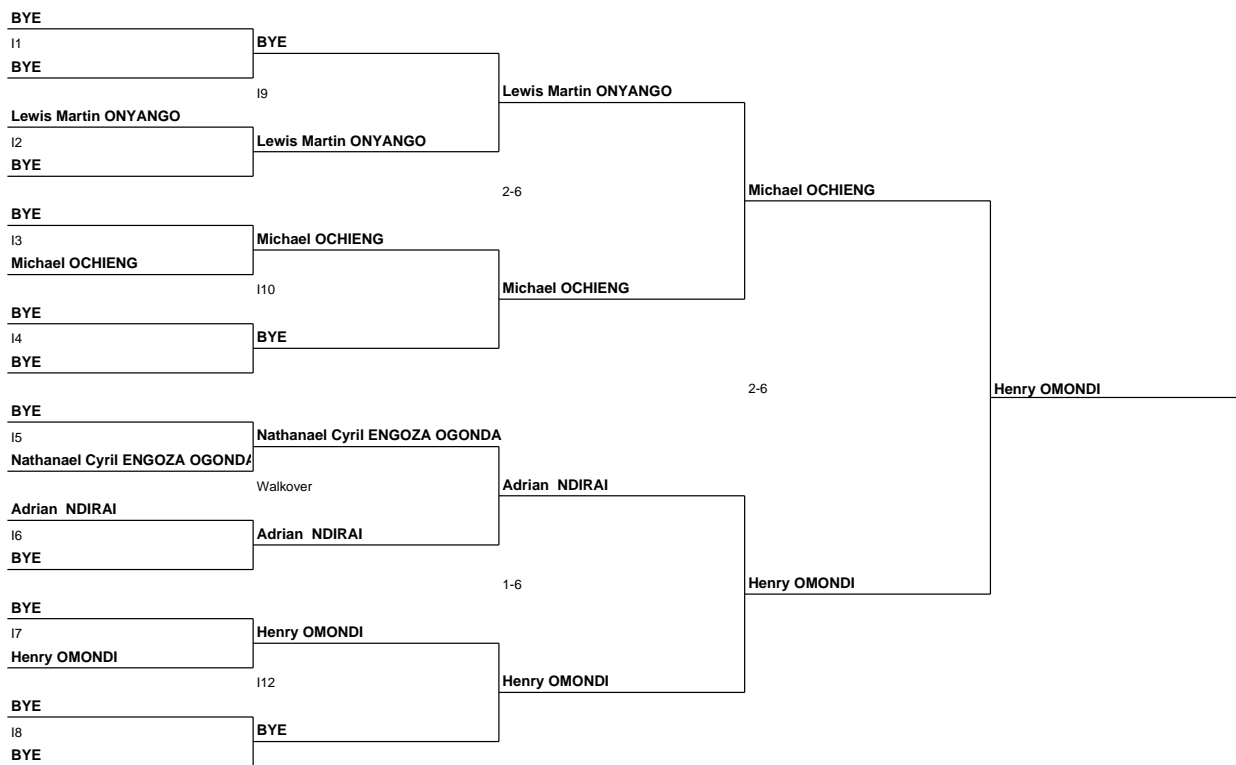 BYE
I1
BYE
BYE
I9
Lewis Martin ONYANGO
Lewis Martin ONYANGO
I2
Lewis Martin ONYANGO
BYE
2-6
Michael OCHIENG
BYE
I3
Michael OCHIENG
Michael OCHIENG
I10
Michael OCHIENG
BYE
I4
BYE
BYE
2-6
Henry OMONDI
BYE
I5
Nathanael Cyril ENGOZA OGONDA
Nathanael Cyril ENGOZA OGONDA
Walkover
Adrian NDIRAI
Adrian NDIRAI
I6
Adrian NDIRAI
BYE
1-6
Henry OMONDI
BYE
I7
Henry OMONDI
Henry OMONDI
I12
Henry OMONDI
BYE
I8
BYE
BYE